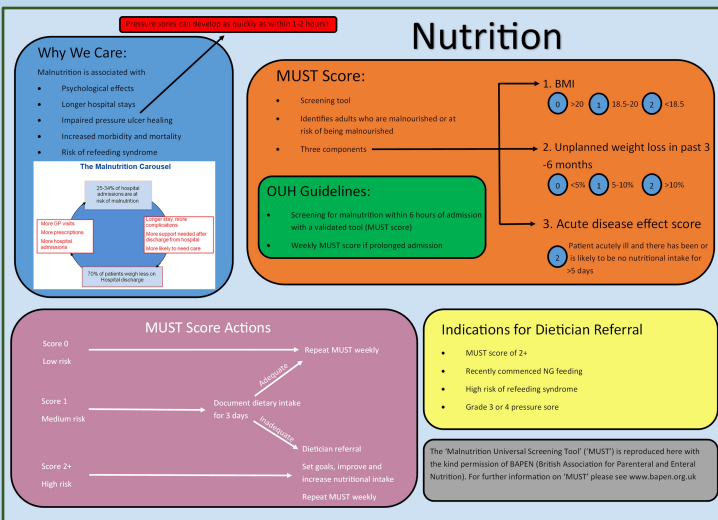 Pressure sores can develop as quickly as within 1-2 hours!
Nutrition
Why We Care:
Malnutrition is associated with
• Psychological effects
• Longer hospital stays
• Impaired pressure ulcer healing
• Increased morbidity and mortality
• Risk of refeeding syndrome
The Malnutrition Carousel
25-34% of hospital
admissions are at
risk of malnutrition
More GP visits
More prescriptions
More hospital
admissions
Longer stay, more
complications
More support needed after
discharge from hospital
More likely to need care
70% of patients weigh less on
Hospital discharge
MUST Score:
• Screening tool
• Identifies adults who are malnourished or at
risk of being malnourished
• Three components
OUH Guidelines:
• Screening for malnutrition within 6 hours of admission
with a validated tool (MUST score)
• Weekly MUST score if prolonged admission
1. BMI
0 >20 1 18.5-20 2 <18.5
2. Unplanned weight loss in past 3
-6 months
0 <5% 1 5-10% 2 >10%
3. Acute disease effect score
2 Patient acutely ill and there has been or
is likely to be no nutritional intake for
>5 days
MUST Score Actions
Score 0
Low risk
Repeat MUST weekly
Adequate
Score 1
Medium risk
Document dietary intake
for 3 days
Inadequate
Dietician referral
Score 2+
High risk
Set goals, improve and
increase nutritional intake
Repeat MUST weekly
Indications for Dietician Referral
• MUST score of 2+
• Recently commenced NG feeding
• High risk of refeeding syndrome
• Grade 3 or 4 pressure sore
The 'Malnutrition Universal Screening Tool' ('MUST') is reproduced here with
the kind permission of BAPEN (British Association for Parenteral and Enteral
Nutrition). For further information on 'MUST' please see www.bapen.org.uk